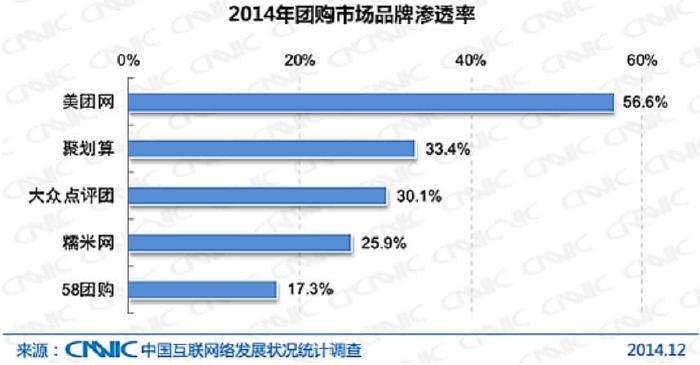 2014年团购市场品牌渗透率
0% 20% 40% 60%
美团网 56.6%
聚划算 33.4%
大众点评团 30.1%
糯米网 25.9%
58团购 17.3%
来源：CNNIC 中国互联网络发展状况统计调查 2014.12